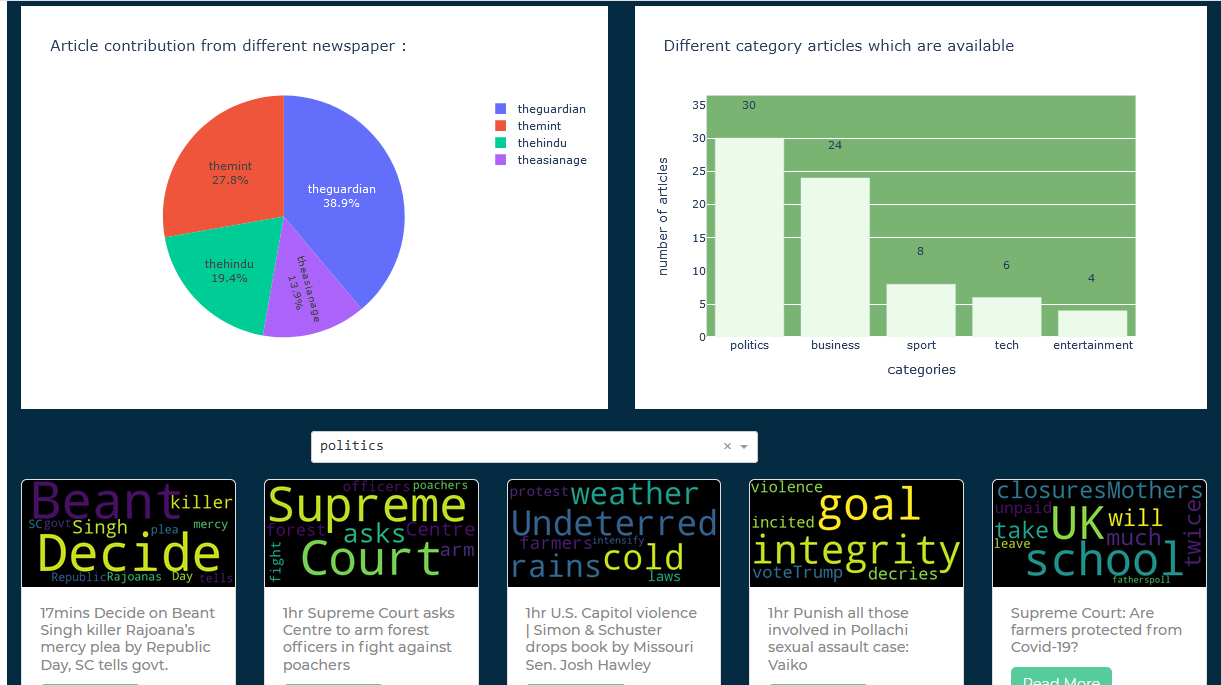 Article contribution from different newspaper :
theguardian
themint
thehindu
theasianage
themint
27.8%
theguardian
38.9%
thehindu
19.4%
theasianage
13.9%
Different category articles which are available
number of articles
35
30
25
20
15
10
5
0
30
24
8
6
4
politics
business
sport
tech
entertainment
categories
politics
×
Beant
killer
SC govt Singh plea mercy
Decide
Republic Rajoanas Day tells
officers poachers
Supreme
forest asks Centre
fight Court arm
protest weather
Undeterred
farmers intensify
rains cold
laws
violence
goal
incited
integrity
voteTrump decries
closures Mothers
unpaid
take UK will
leave much twice
school
fatherspoll
17mins Decide on Beant
Singh killer Rajoana's
mercy plea by Republic
Day, SC tells govt.
1hr Supreme Court asks
Centre to arm forest
officers in fight against
poachers
1hr U.S. Capitol violence
| Simon & Schuster
drops book by Missouri
Sen. Josh Hawley
1hr Punish all those
involved in Pollachi
sexual assault case:
Vaiko
Supreme Court: Are
farmers protected from
Covid-19?
Read More